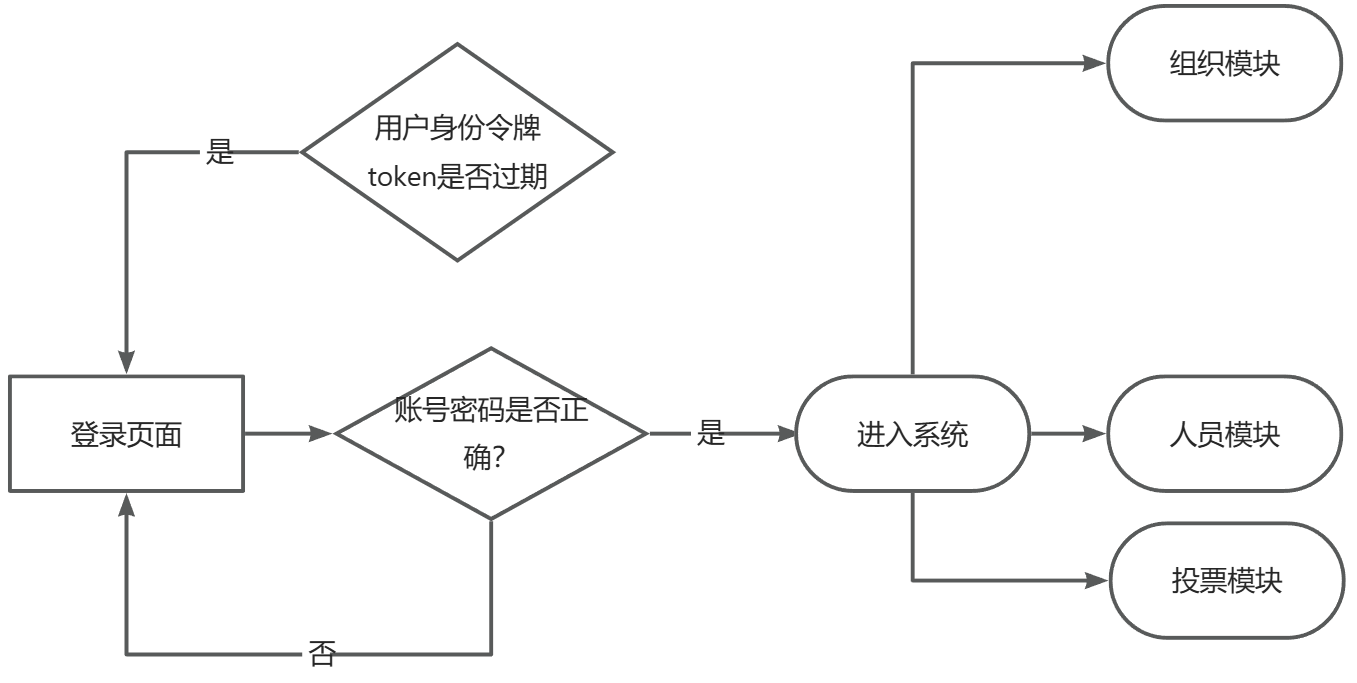 组织模块
用户身份令牌
token是否过期
是
登录页面
账号密码是否正
确?
是
进入系统
人员模块
投票模块
否